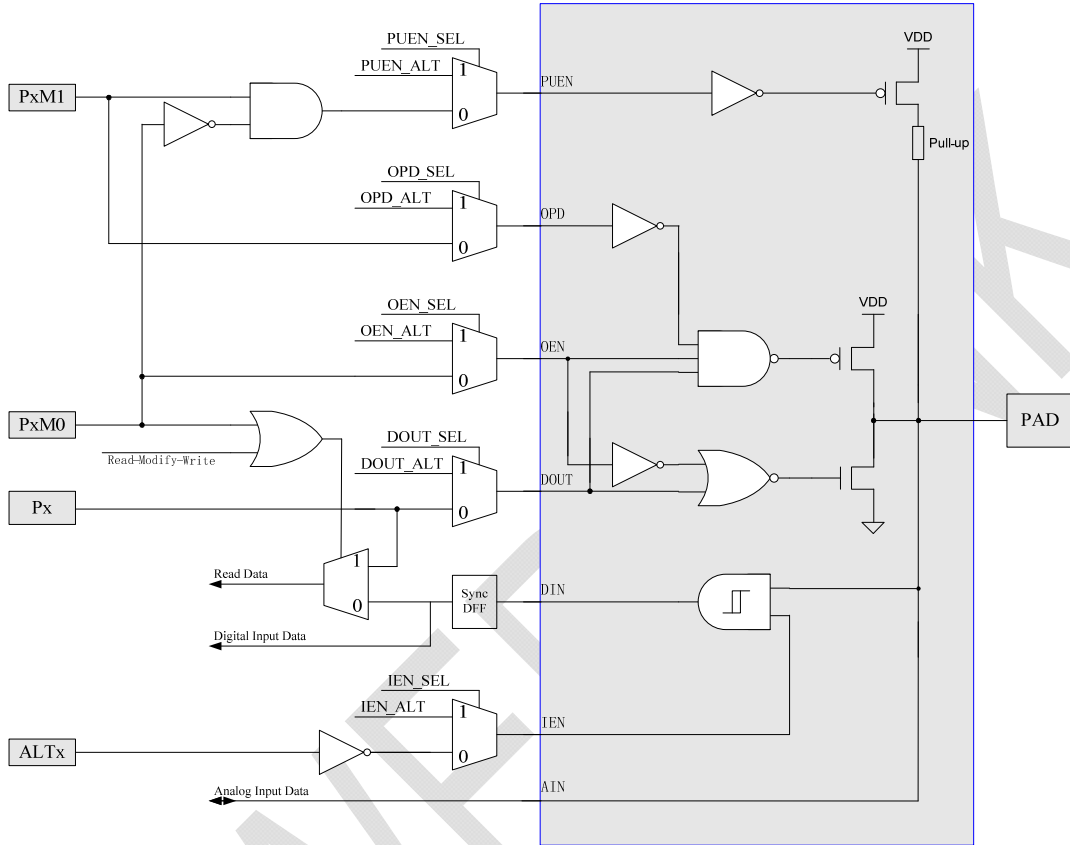 PUEN_SEL
PUEN_ALT
1
0
PUEN
VDD
PxM1
Pull-up
OPD_SEL
OPD_ALT
1
0
OPD
OEN_SEL
OEN_ALT
1
0
OEN
VDD
PxM0
Read-Modify-Write
DOUT_SEL
DOUT_ALT
1
0
DOUT
PAD
Px
1
0
Read Data
Sync
DFF
DIN
Digital Input Data
IEN_SEL
IEN_ALT
1
0
IEN
ALTx
Analog Input Data
AIN